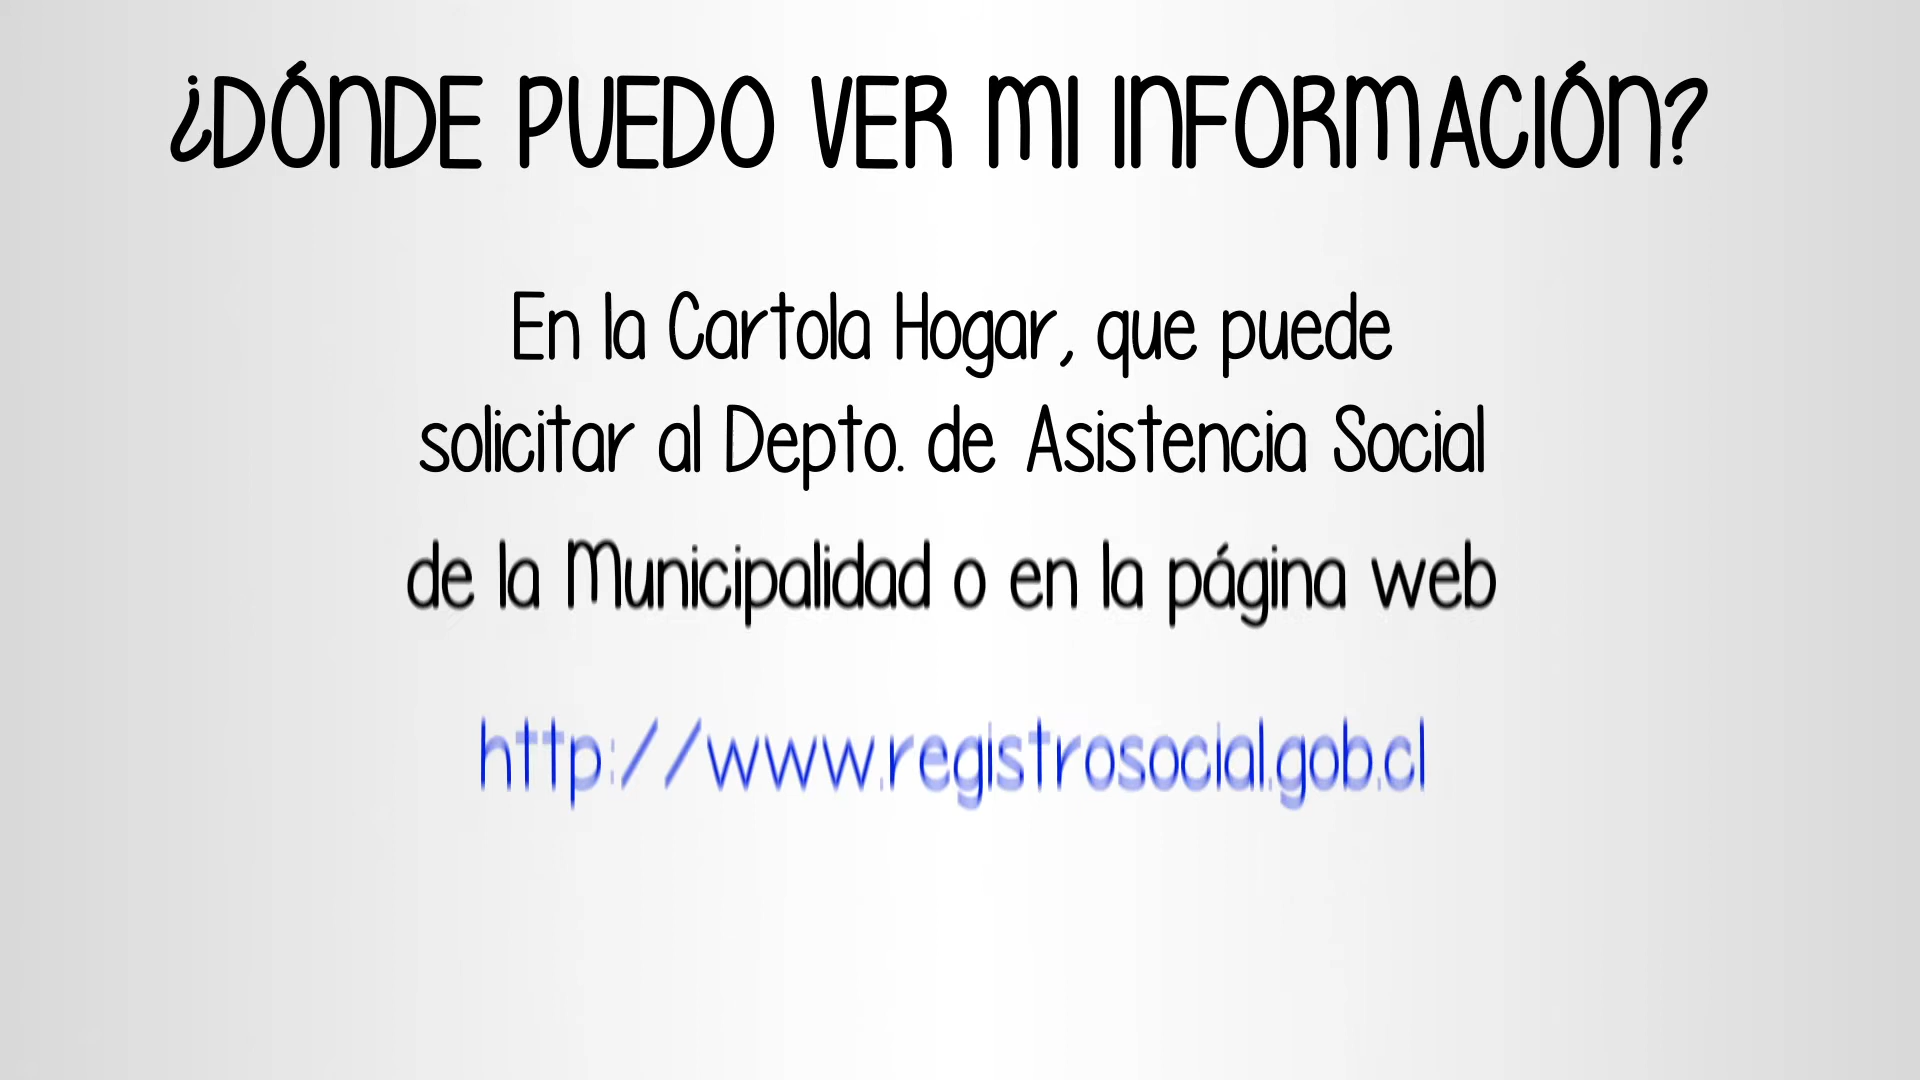 ¿DÓNDE PUEDO VER MI INFORMACIÓN?
En la Cartola Hogar, que puede
solicitar al Depto. de Asistencia Social
de la Municipalidad o en la página web
http://www.registrosocial.gob.cl